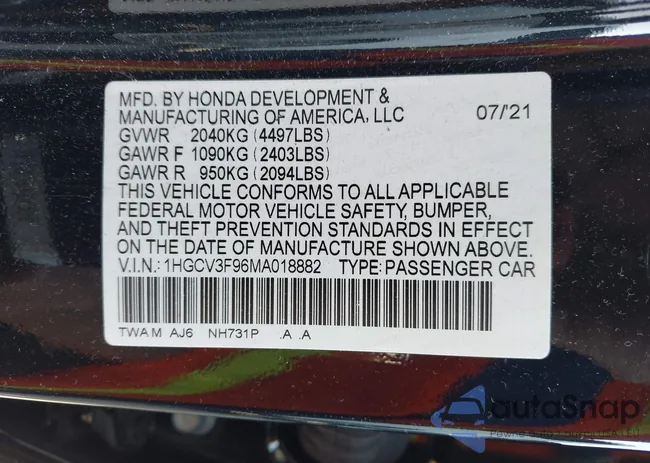 MFD. BY HONDA DEVELOPMENT &
MANUFACTURING OF AMERICA, LLC 07/'21
GVWR 2040KG (4497LBS)
GAWR F 1090KG (2403LBS)
GAWR R 950KG (2094LBS)
THIS VEHICLE CONFORMS TO ALL APPLICABLE
FEDERAL MOTOR VEHICLE SAFETY, BUMPER,
AND THEFT PREVENTION STANDARDS IN EFFECT
ON THE DATE OF MANUFACTURE SHOWN ABOVE.
V.I.N.: 1HGCV3F96MA018882 TYPE: PASSENGER CAR
TWA M AJ6 NH731P .A .A
autoSnap